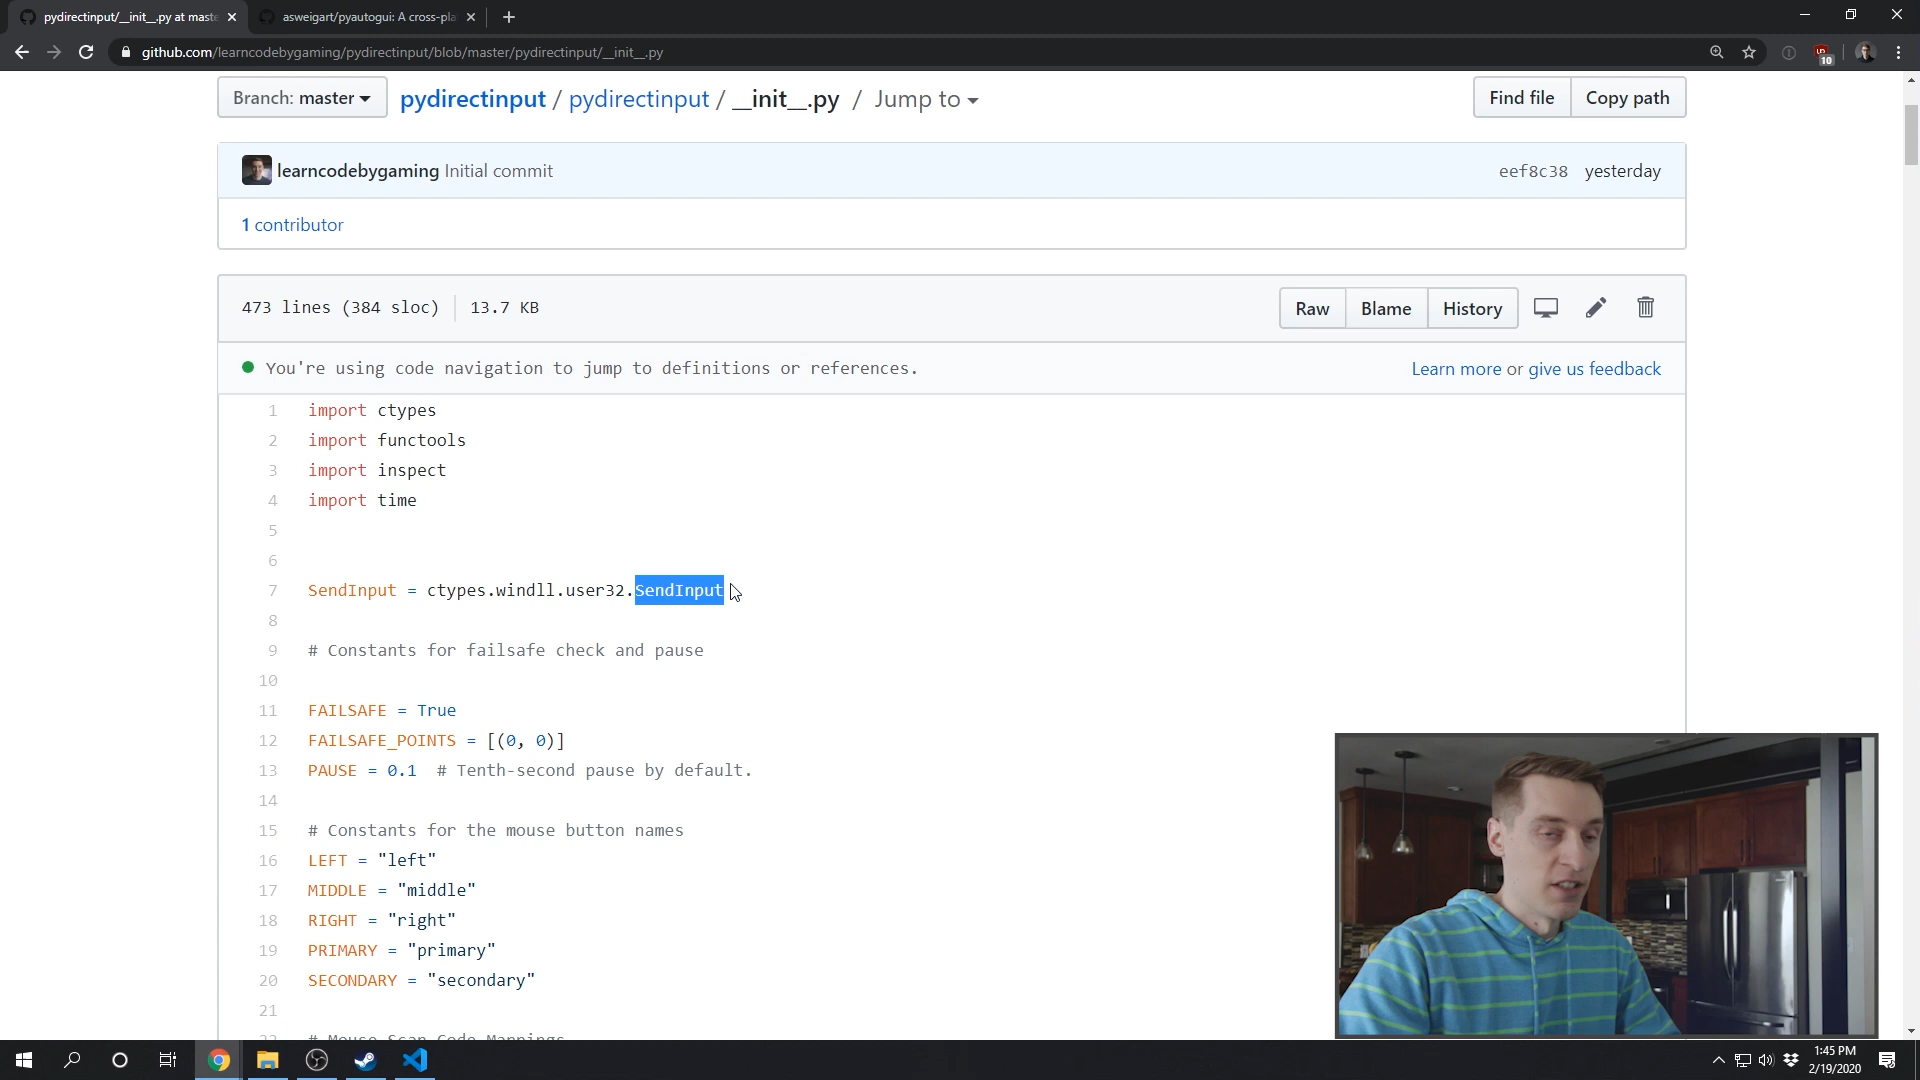 pydirectinput/__init__.py at maste
asweigart/pyautogui: A cross-pla
github.com/learncodebygaming/pydirectinput/blob/master/pydirectinput/__init__.py
10
Branch: master
pydirectinput / pydirectinput / __init__.py / Jump to
Find file
Copy path
learncodebygaming Initial commit
eef8c38 yesterday
1 contributor
473 lines (384 sloc) 13.7 KB
Raw
Blame
History
You're using code navigation to jump to definitions or references.
Learn more or give us feedback
1 import ctypes
2 import functools
3 import inspect
4 import time
5
6
7 SendInput = ctypes.windll.user32.SendInput
8
9 # Constants for failsafe check and pause
10
11 FAILSAFE = True
12 FAILSAFE_POINTS = [(0, 0)]
13 PAUSE = 0.1 # Tenth-second pause by default.
14
15 # Constants for the mouse button names
16 LEFT = "left"
17 MIDDLE = "middle"
18 RIGHT = "right"
19 PRIMARY = "primary"
20 SECONDARY = "secondary"
21
22 # Mouse Scan Code Mappings
1:45 PM
2/19/2020